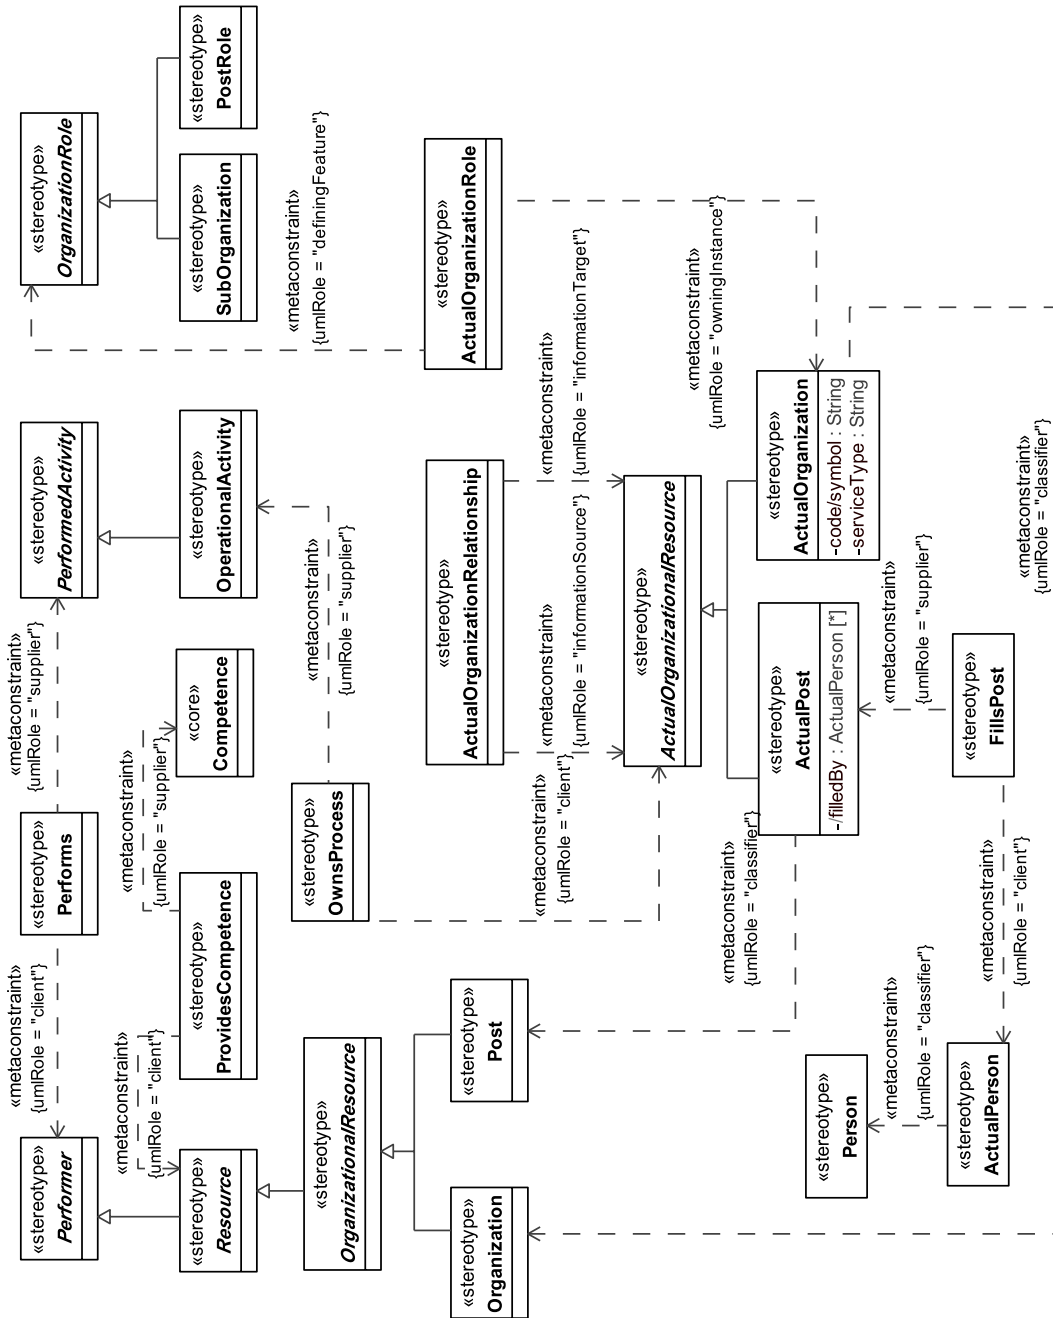 «stereotype»
Performer
«metaconstraint»
{umlRole = "client"}
«stereotype»
Performs
«metaconstraint»
{umlRole = "supplier"}
«stereotype»
PerformedActivity
«stereotype»
OrganizationRole
«stereotype»
Resource
«metaconstraint»
{umlRole = "client"}
«stereotype»
ProvidesCompetence
«metaconstraint»
{umlRole = "supplier"}
«core»
Competence
«stereotype»
OperationalActivity
«stereotype»
SubOrganization
«stereotype»
PostRole
«stereotype»
OrganizationalResource
«stereotype»
OwnsProcess
«metaconstraint»
{umlRole = "supplier"}
«metaconstraint»
{umlRole = "definingFeature"}
«stereotype»
Organization
«stereotype»
Post
«stereotype»
ActualOrganizationRelationship
«stereotype»
ActualOrganizationRole
«metaconstraint»
{umlRole = "client"}
«metaconstraint»
{umlRole = "informationSource"}
«metaconstraint»
{umlRole = "informationTarget"}
«stereotype»
ActualOrganizationalResource
«metaconstraint»
{umlRole = "owningInstance"}
«metaconstraint»
{umlRole = "classifier"}
«stereotype»
ActualPost
-/filledBy : ActualPerson [*]
«stereotype»
ActualOrganization
-code/symbol : String
-serviceType : String
«stereotype»
Person
«metaconstraint»
{umlRole = "classifier"}
«metaconstraint»
{umlRole = "supplier"}
«stereotype»
ActualPerson
«metaconstraint»
{umlRole = "client"}
«stereotype»
FillsPost
«metaconstraint»
{umlRole = "classifier"}